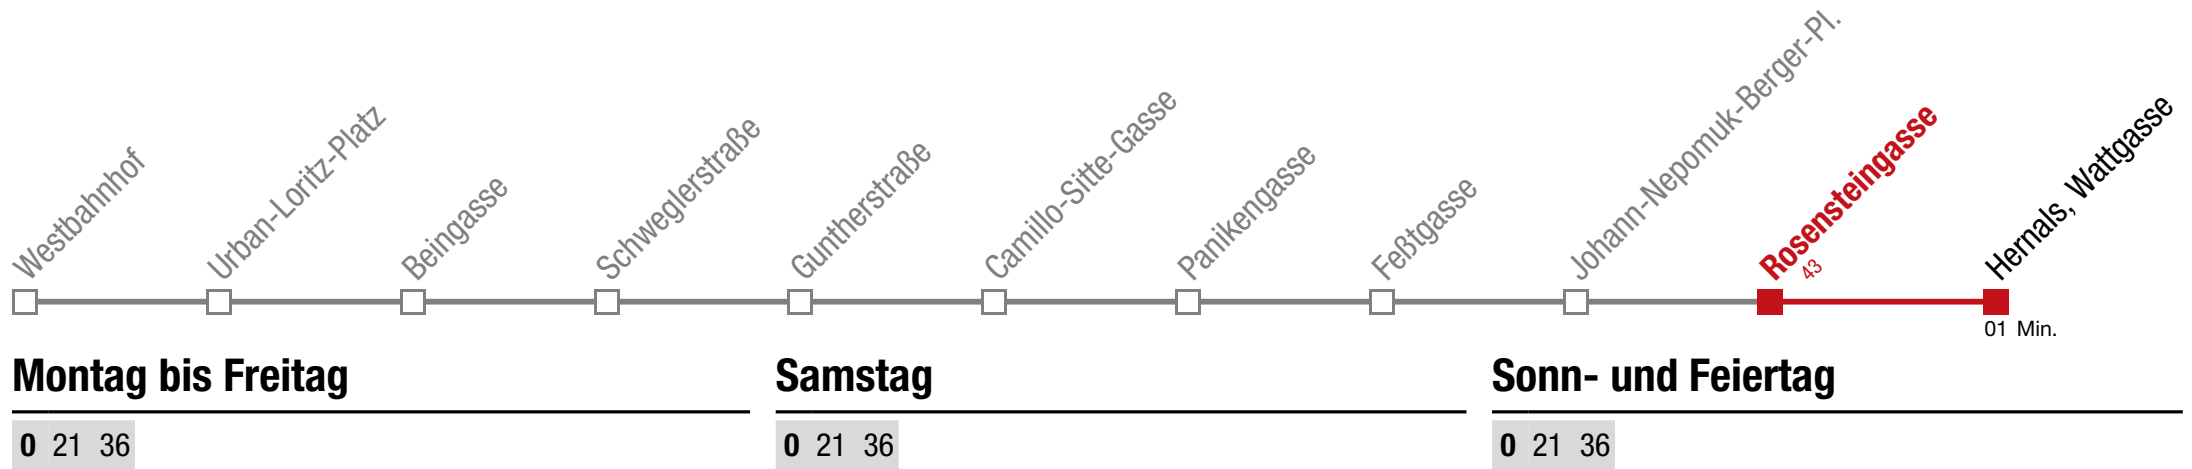 Westbahnhof
Urban-Loritz-Platz
Beingasse
Schweglerstraße
Guntherstraße
Camillo-Sitte-Gasse
Panikengasse
Feßtgasse
Johann-Nepomuk-Berger-Pl.
Rosensteingasse
43
Hernals, Wattgasse
01 Min.
Montag bis Freitag
0 21 36
Samstag
0 21 36
Sonn- und Feiertag
0 21 36